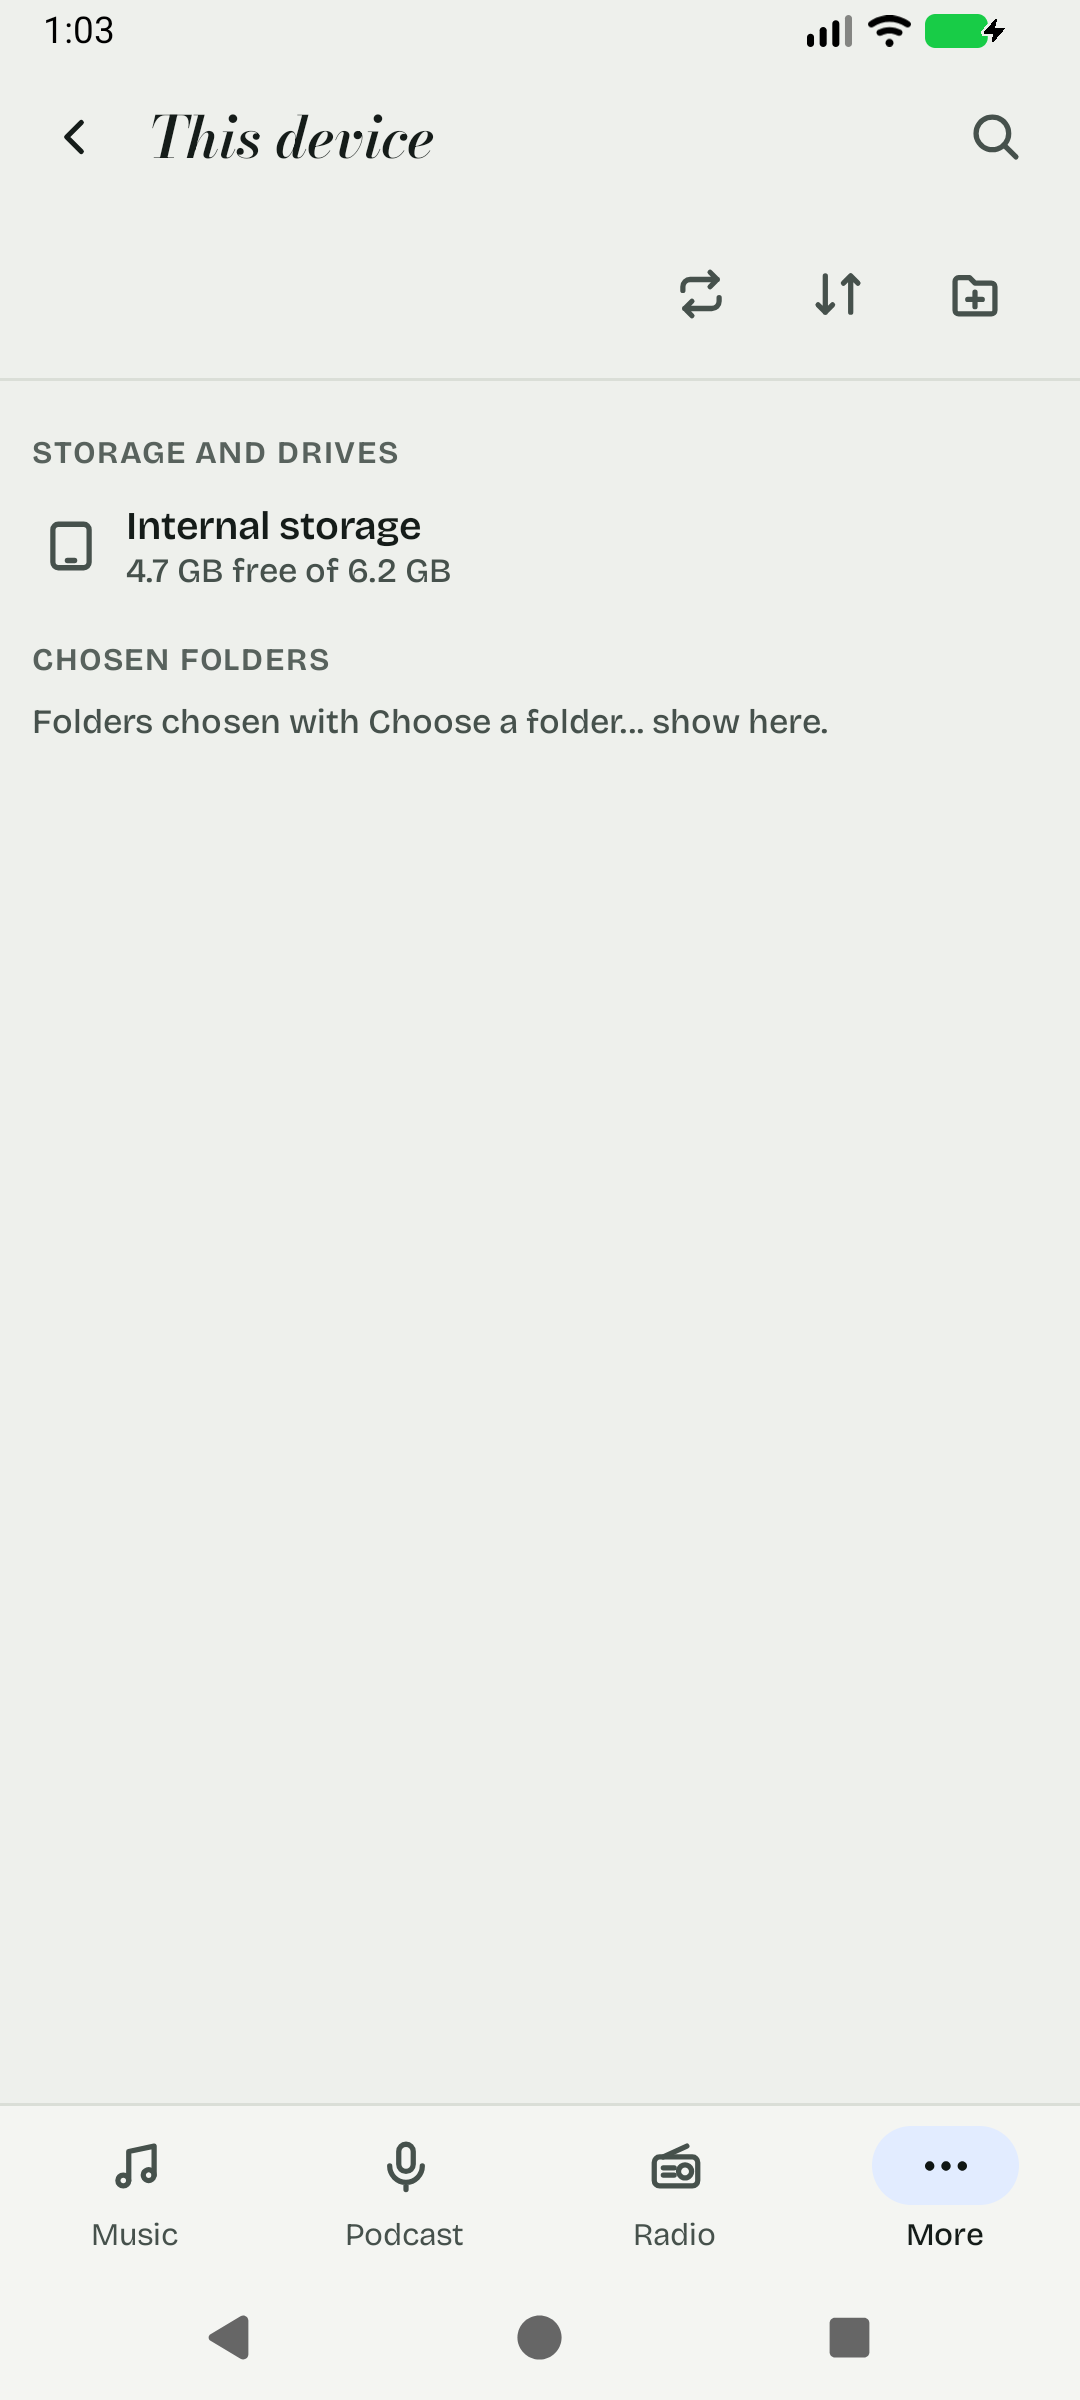 1:03
This device
STORAGE AND DRIVES
Internal storage
4.7 GB free of 6.2 GB
CHOSEN FOLDERS
Folders chosen with Choose a folder... show here.
Music
Podcast
Radio
More